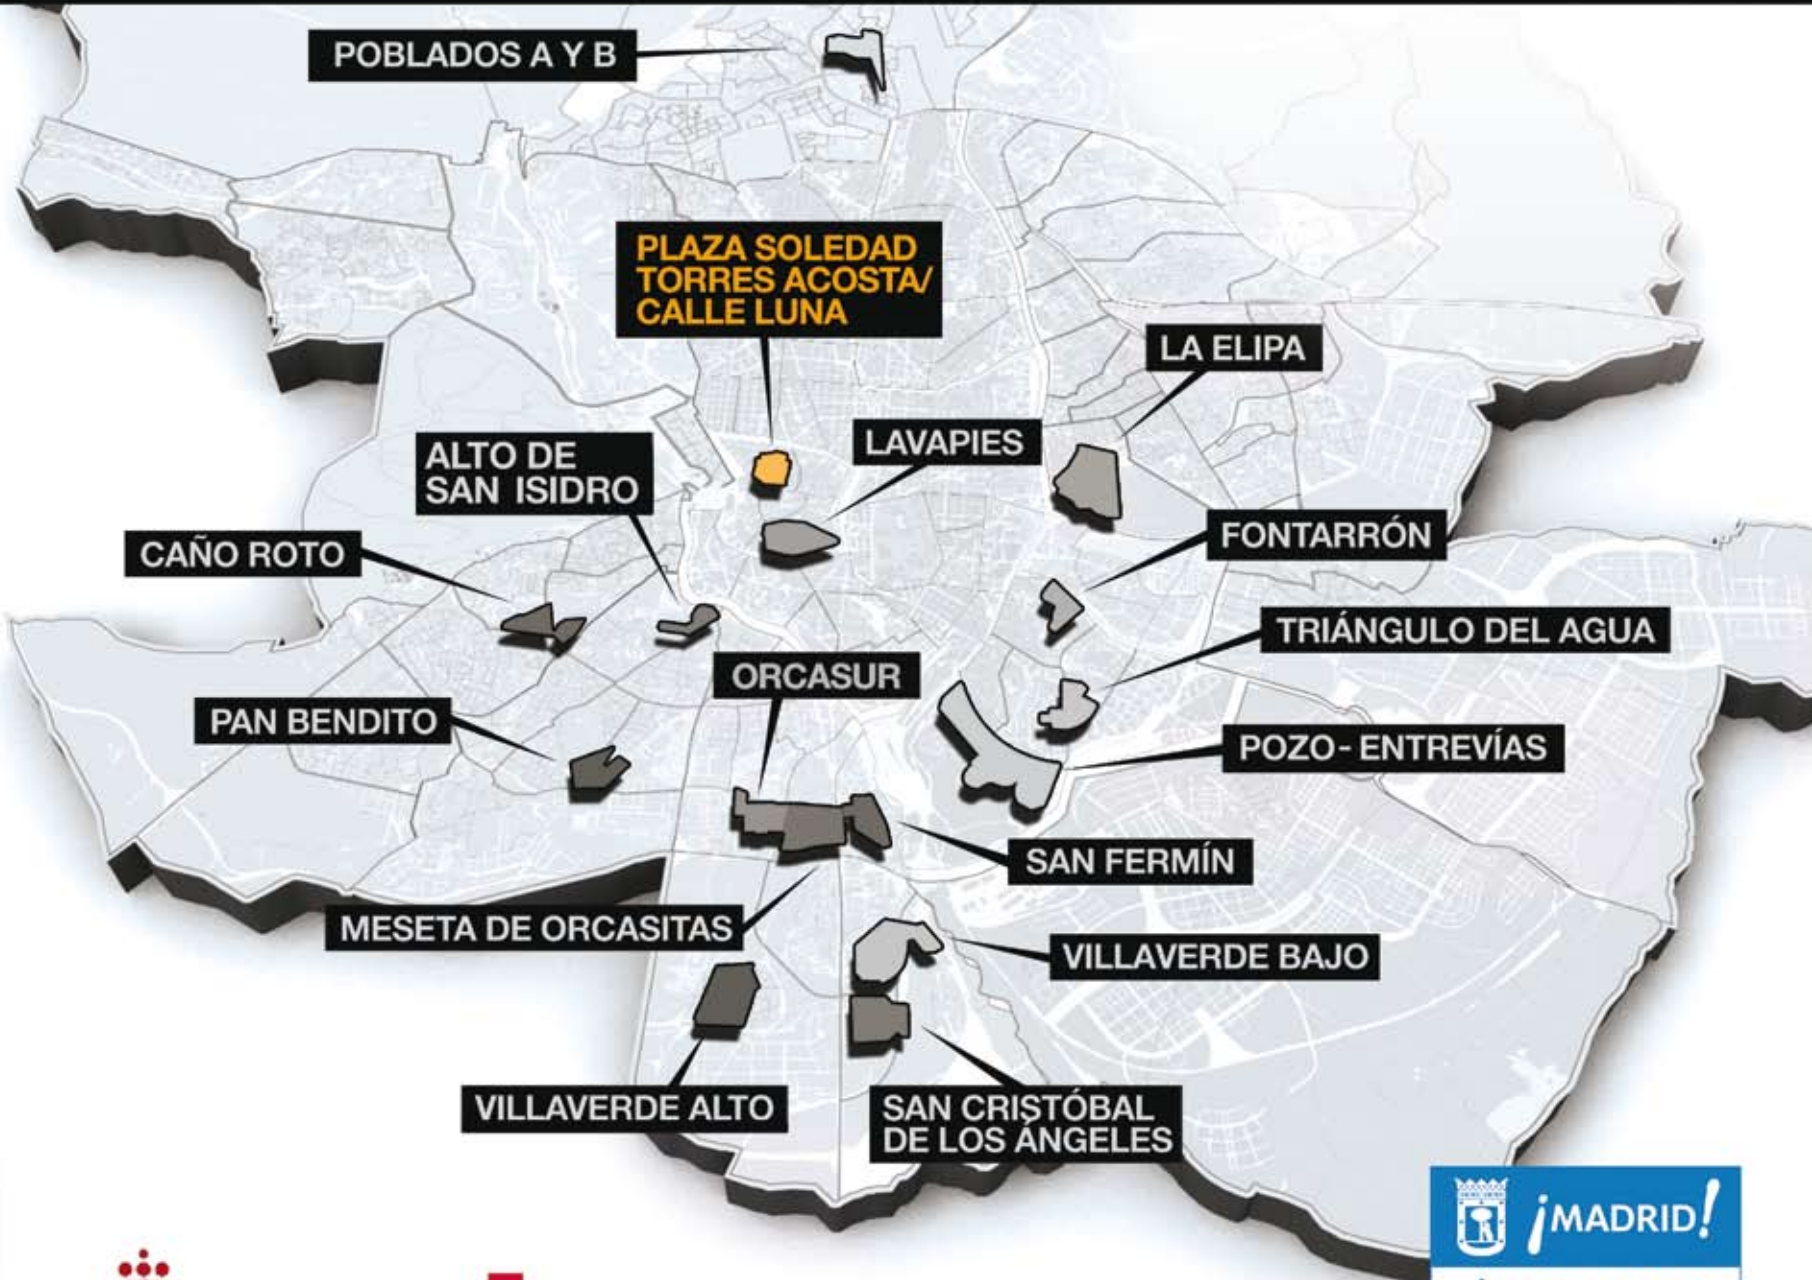 POBLADOS A Y B
PLAZA SOLEDAD
TORRES ACOSTA/
CALLE LUNA
LA ELIPA
LAVAPIES
ALTO DE
SAN ISIDRO
CAÑO ROTO
FONTARRÓN
TRIÁNGULO DEL AGUA
ORCASUR
PAN BENDITO
POZO-ENTREVÍAS
SAN FERMÍN
MESETA DE ORCASITAS
VILLAVERDE BAJO
VILLAVERDE ALTO
SAN CRISTÓBAL
DE LOS ÁNGELES
¡MADRID!